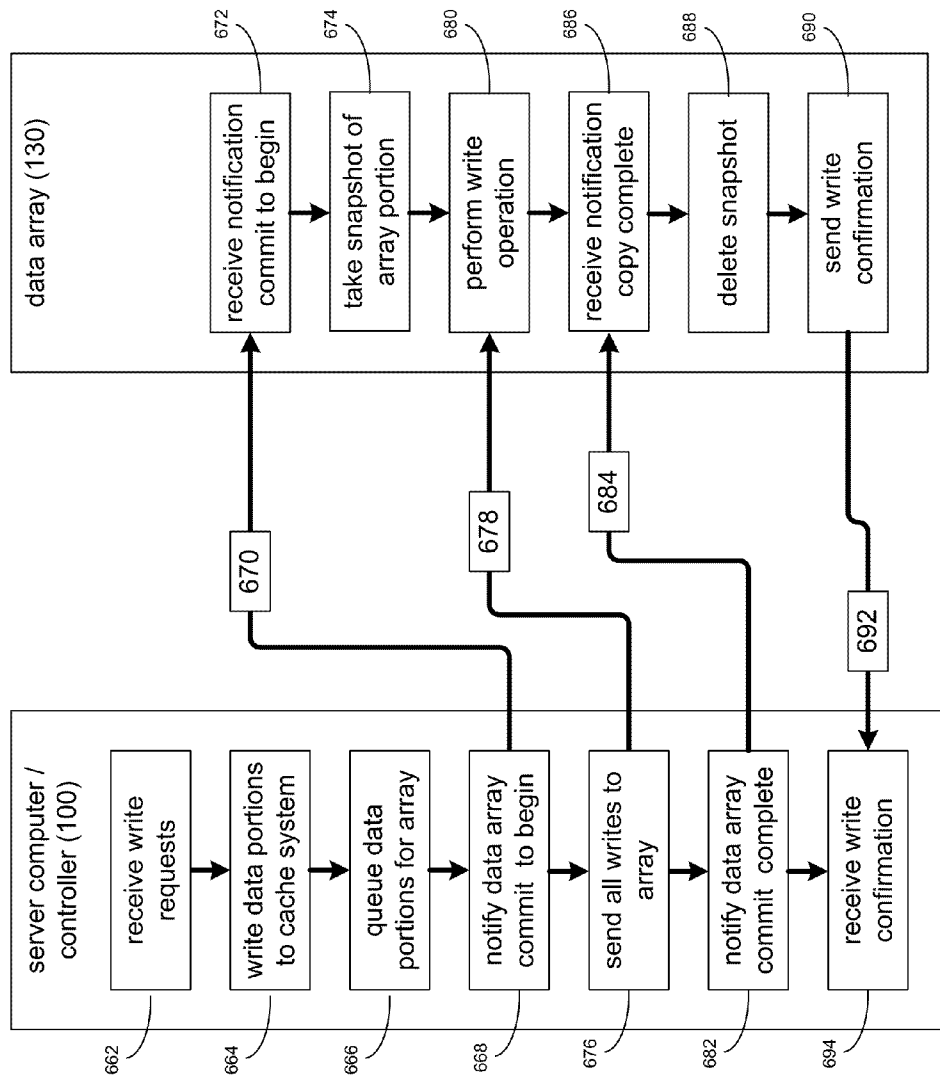 server computer /
controller (100)
receive write
requests
662
write data portions
to cache system
664
queue data
portions for array
666
notify data array
commit to begin
668
send all writes to
array
676
notify data array
commit complete
682
receive write
confirmation
694
670
678
684
692
data array (130)
receive notification
commit to begin
672
take snapshot of
array portion
674
perform write
operation
680
receive notification
copy complete
686
delete snapshot
688
send write
confirmation
690